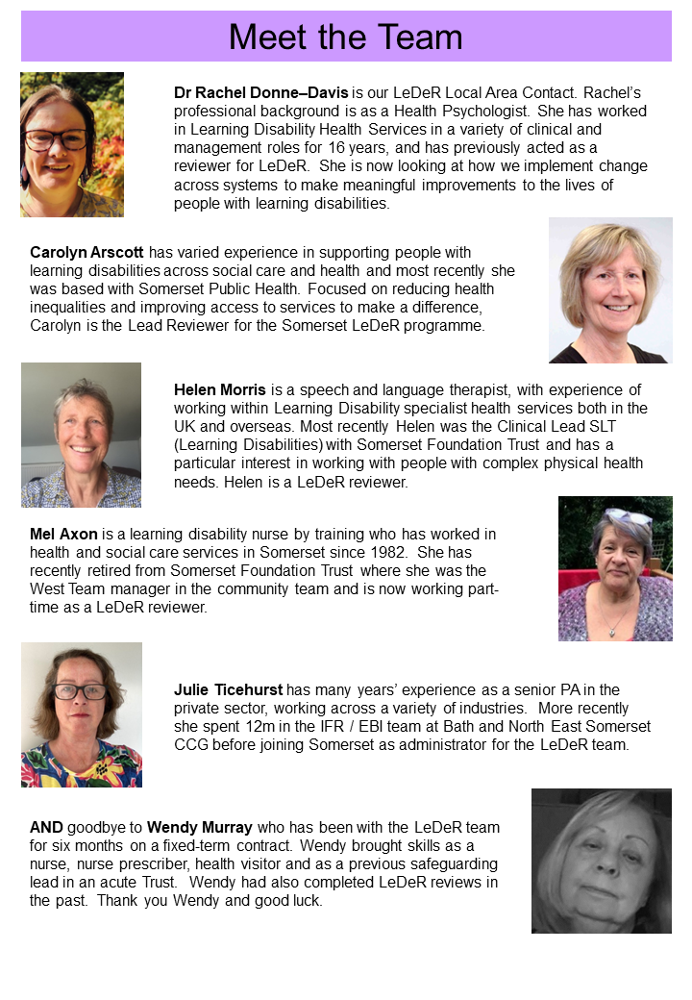 Meet the Team
Dr Rachel Donne–Davis is our LeDeR Local Area Contact. Rachel’s
professional background is as a Health Psychologist. She has worked
in Learning Disability Health Services in a variety of clinical and
management roles for 16 years, and has previously acted as a
reviewer for LeDeR. She is now looking at how we implement change
across systems to make meaningful improvements to the lives of
people with learning disabilities.
Carolyn Arscott has varied experience in supporting people with
learning disabilities across social care and health and most recently she
was based with Somerset Public Health. Focused on reducing health
inequalities and improving access to services to make a difference,
Carolyn is the Lead Reviewer for the Somerset LeDeR programme.
Helen Morris is a speech and language therapist, with experience of
working within Learning Disability specialist health services both in the
UK and overseas. Most recently Helen was the Clinical Lead SLT
(Learning Disabilities) with Somerset Foundation Trust and has a
particular interest in working with people with complex physical health
needs. Helen is a LeDeR reviewer.
Mel Axon is a learning disability nurse by training who has worked in
health and social care services in Somerset since 1982. She has
recently retired from Somerset Foundation Trust where she was the
West Team manager in the community team and is now working part-
time as a LeDeR reviewer.
Julie Ticehurst has many years’ experience as a senior PA in the
private sector, working across a variety of industries. More recently
she spent 12m in the IFR / EBI team at Bath and North East Somerset
CCG before joining Somerset as administrator for the LeDeR team.
AND goodbye to Wendy Murray who has been with the LeDeR team
for six months on a fixed-term contract. Wendy brought skills as a
nurse, nurse prescriber, health visitor and as a previous safeguarding
lead in an acute Trust. Wendy had also completed LeDeR reviews in
the past. Thank you Wendy and good luck.